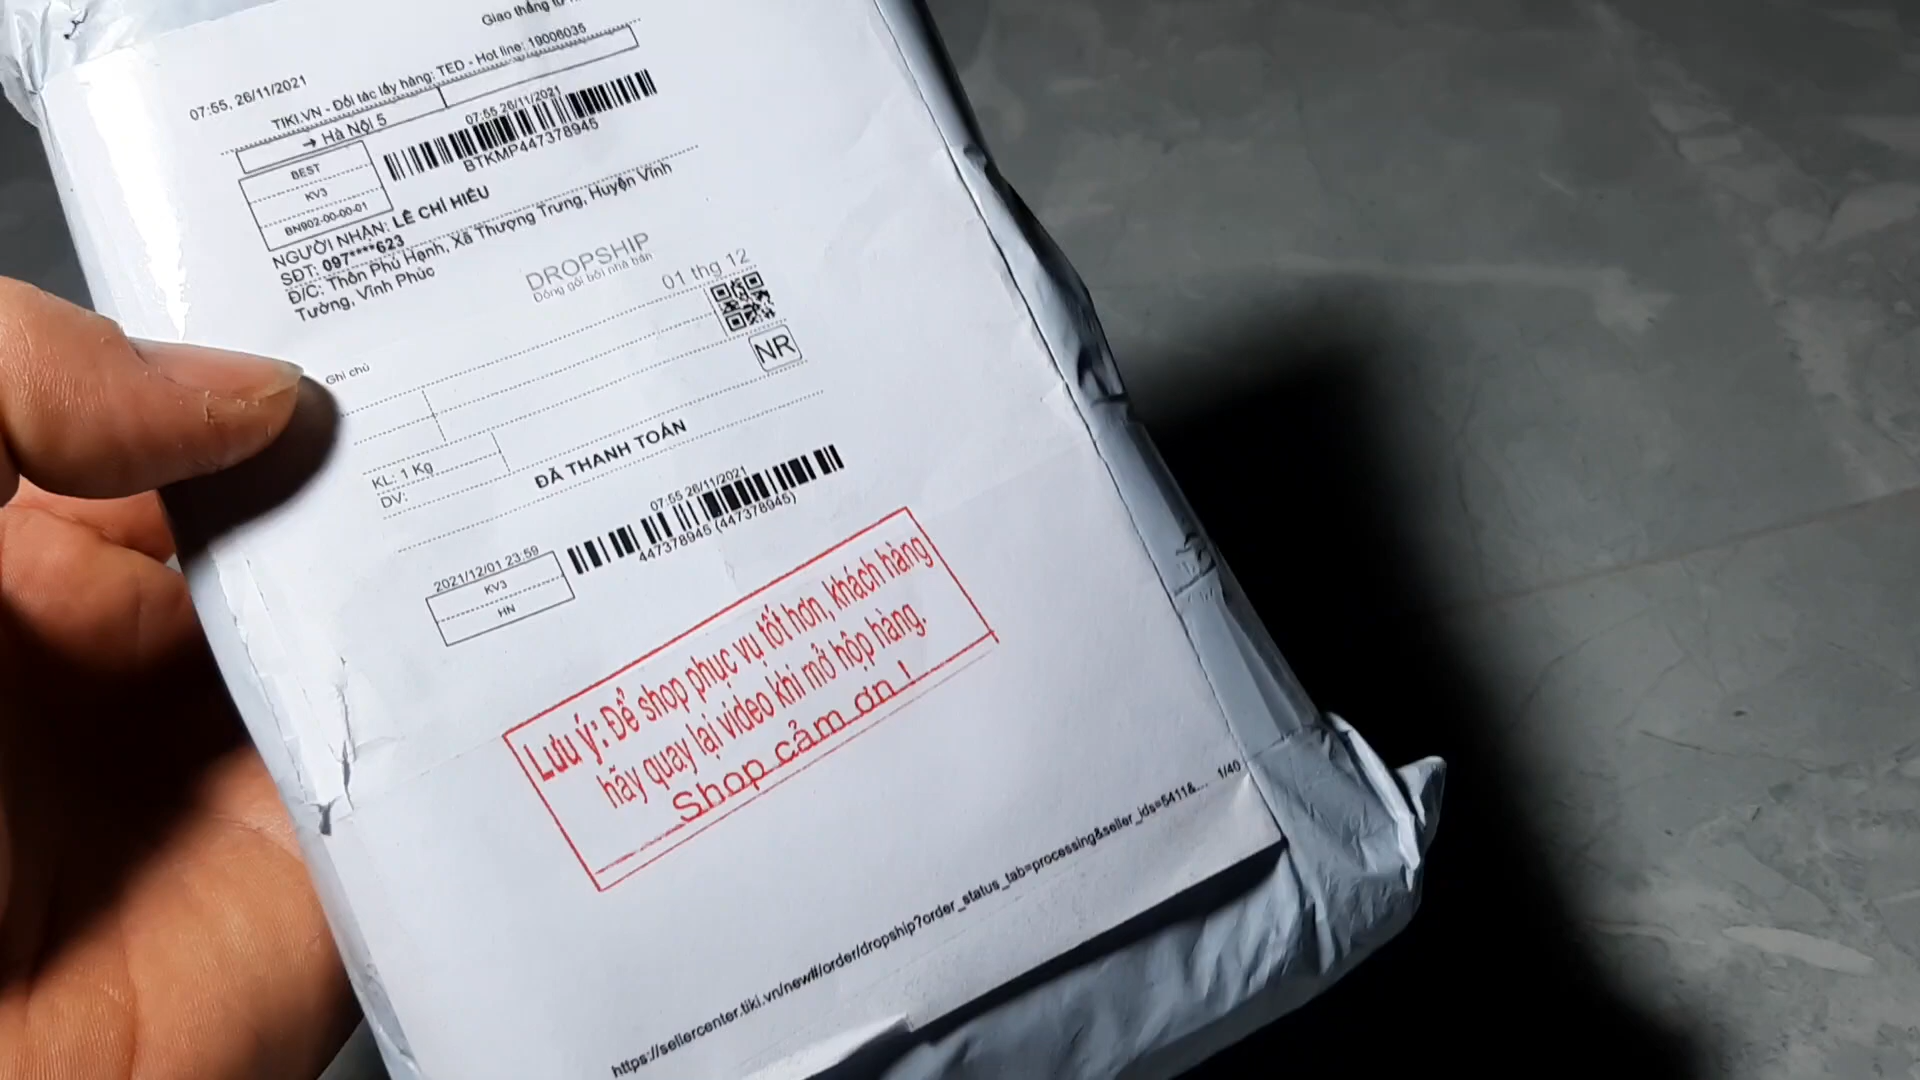 Giao thẳng từ
07:55, 26/11/2021
TIKI.VN - Đối tác lấy hàng: TED - Hot line: 19006035
➔ Hà Nội 5
BEST
KV3
BN902-00-00-01
07:55 26/11/2021
BTKMP447378945
NGƯỜI NHẬN: LÊ CHÍ HIẾU
SĐT: 097****623
Đ/C: Thôn Phú Hạnh, Xã Thượng Trưng, Huyện Vĩnh
Tường, Vĩnh Phúc
DROPSHIP
Đóng gói bởi nhà bán
01 thg 12
Ghi chú
NR
KL: 1 Kg
DV:
ĐÃ THANH TOÁN
07:55 26/11/2021
447378945 (447378945)
2021/12/01 23:59
KV3
HN
Lưu ý: Để shop phục vụ tốt hơn, khách hàng
hãy quay lại video khi mở hộp hàng.
Shop cảm ơn !
https://sellercenter.tiki.vn/new#/order/dropship?order_status_tab=processing&seller_ids=5411&... 1/40